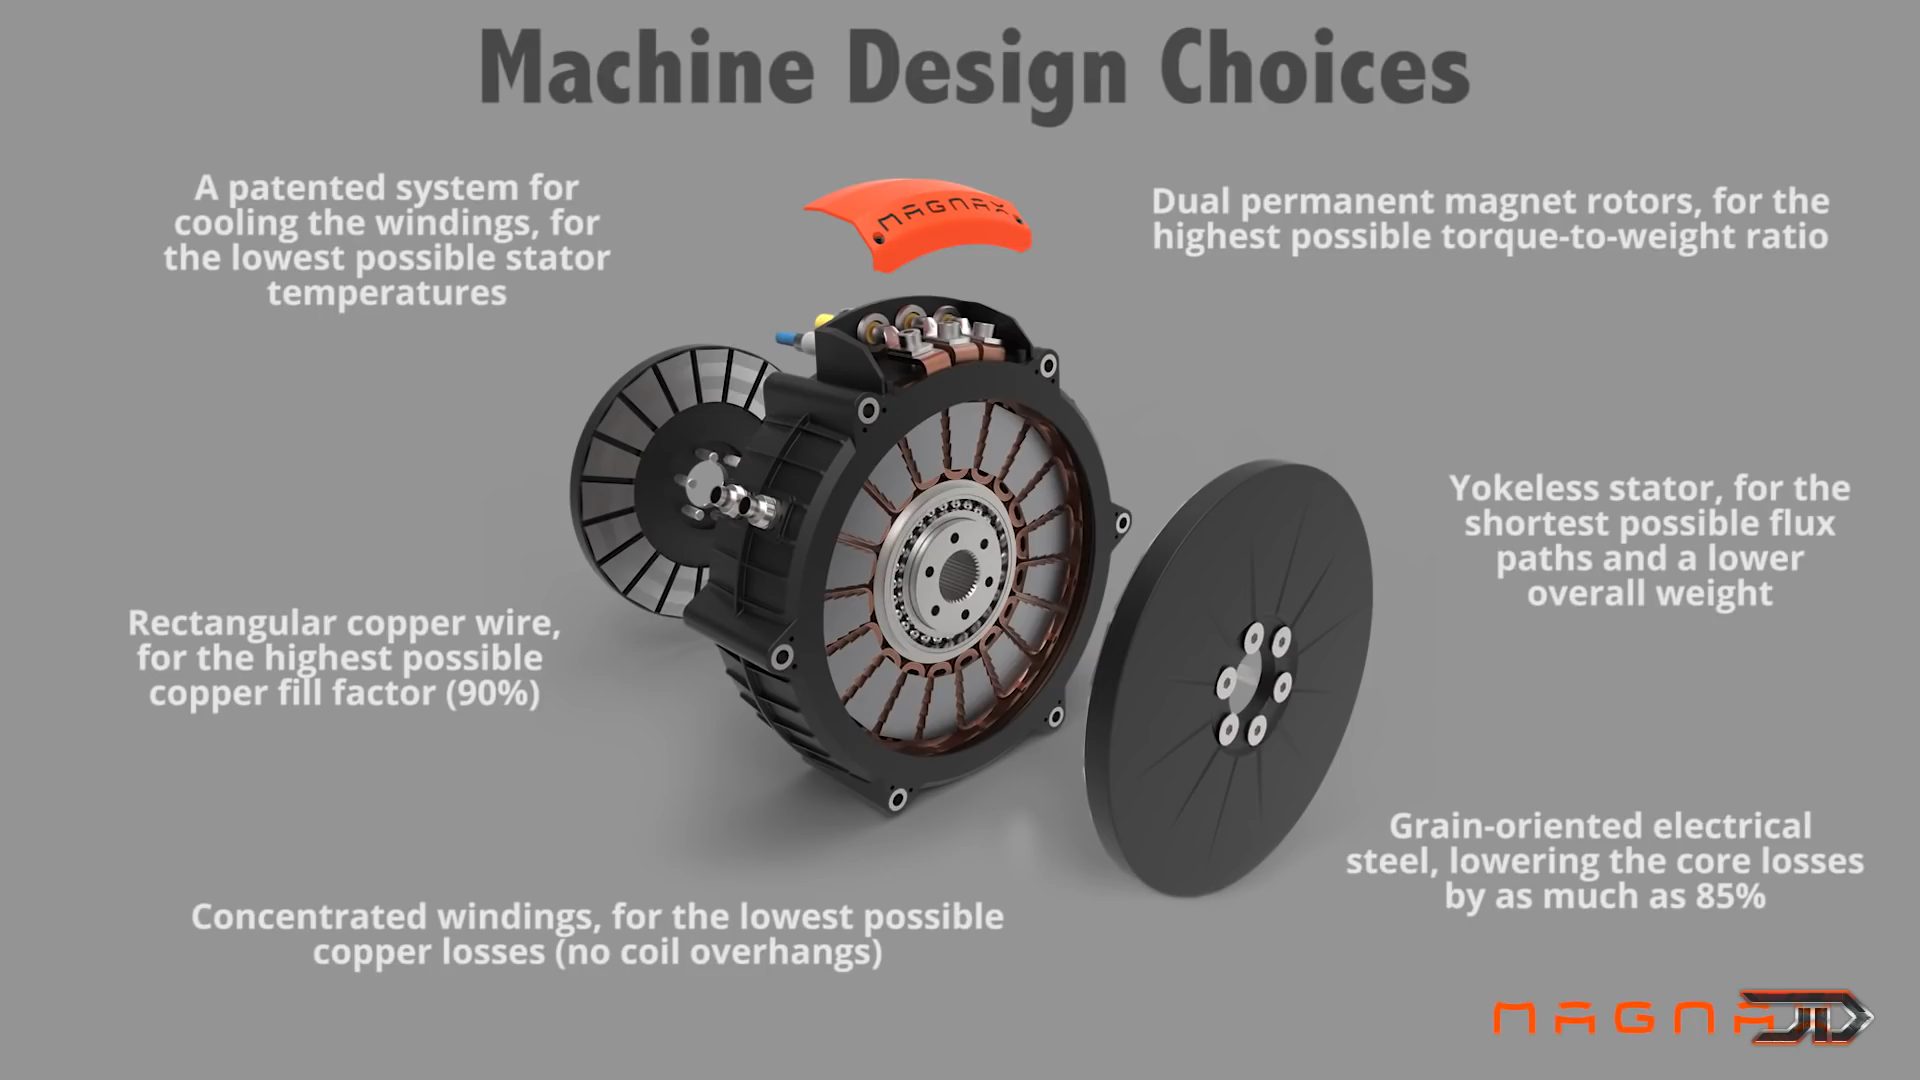 Machine Design Choices
A patented system for
cooling the windings, for
the lowest possible stator
temperatures
MAGNAX
Dual permanent magnet rotors, for the
highest possible torque-to-weight ratio
Yokeless stator, for the
shortest possible flux
paths and a lower
overall weight
Rectangular copper wire,
for the highest possible
copper fill factor (90%)
Grain-oriented electrical
steel, lowering the core losses
by as much as 85%
Concentrated windings, for the lowest possible
copper losses (no coil overhangs)
MAGNAX